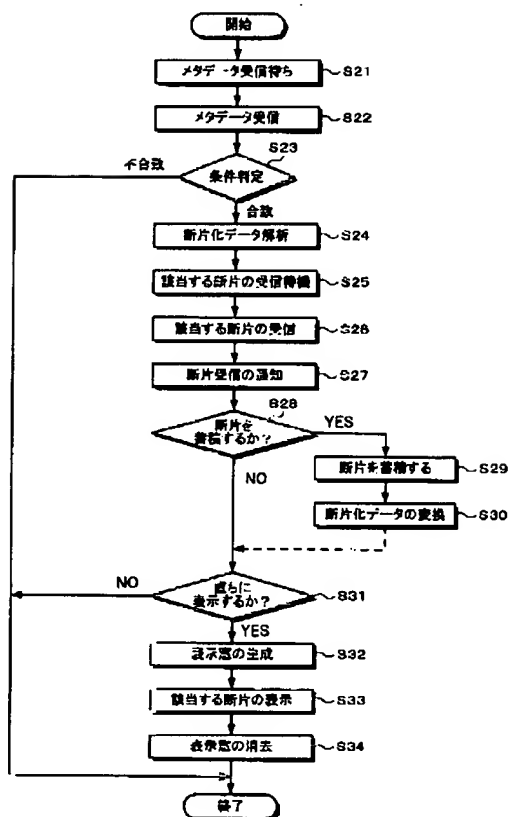 開始
メタデータ受信待ち
S21
メタデータ受信
S22
S23
不合致
条件判定
合致
断片化データ解析
S24
該当する断片の受信待機
S25
該当する断片の受信
S26
断片受信の通知
S27
S28
断片を
蓄積するか？
YES
NO
断片を蓄積する
S29
断片化データの変換
S30
直らに
表示するか？
S31
NO
YES
表示窓の生成
S32
該当する断片の表示
S33
表示窓の消去
S34
終了